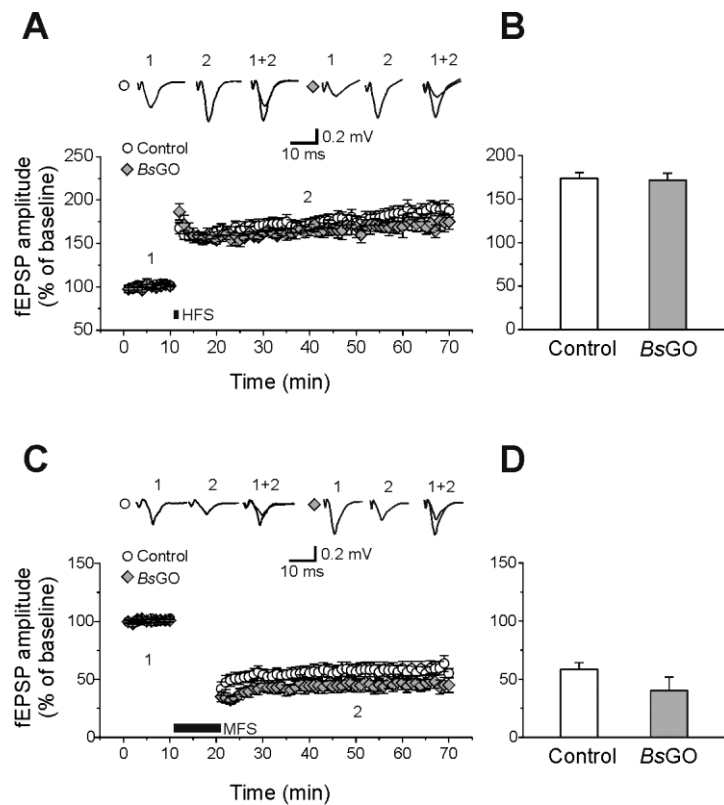 A
1 2 1+2 1 2 1+2
0.2 mV
10 ms
Control
BsGO
250
200
150
100
50
fEPSP amplitude
(% of baseline)
1
2
HFS
0 10 20 30 40 50 60 70
Time (min)
B
200
150
100
50
0
Control BsGO
C
1 2 1+2 1 2 1+2
0.2 mV
10 ms
Control
BsGO
150
100
50
0
fEPSP amplitude
(% of baseline)
1
2
MFS
0 10 20 30 40 50 60 70
Time (min)
D
150
100
50
0
Control BsGO